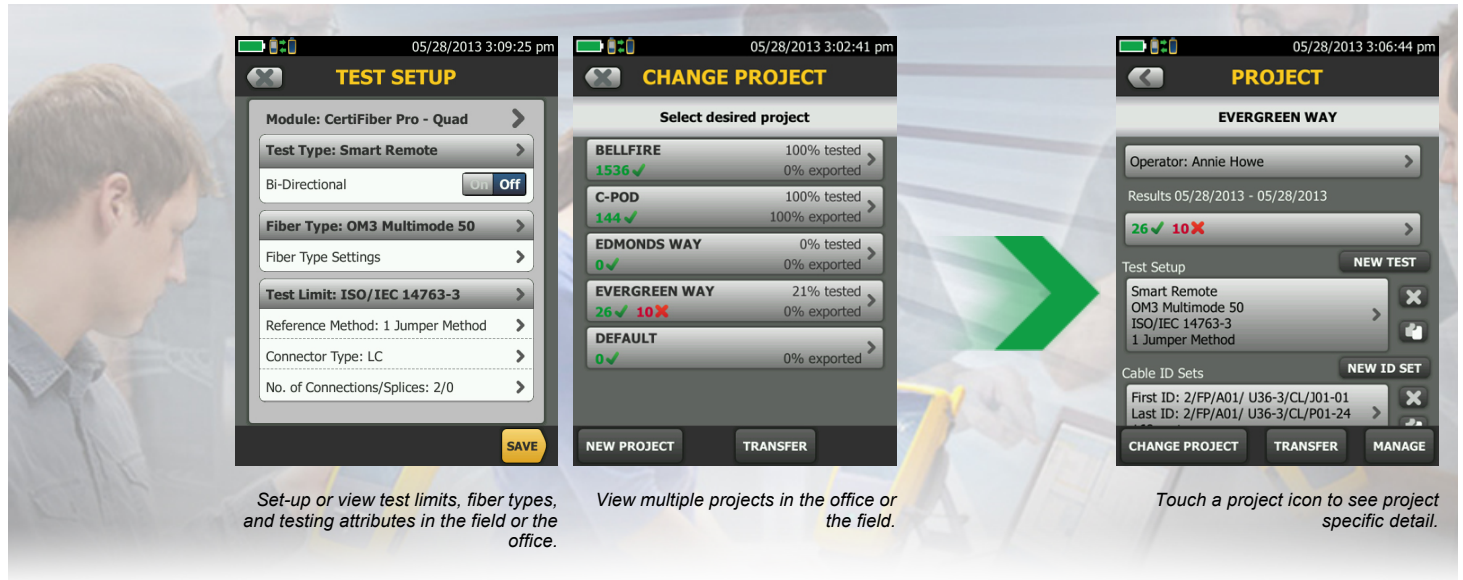 05/28/2013 3:09:25 pm
TEST SETUP
Module: CertiFiber Pro - Quad
Test Type: Smart Remote
Bi-Directional
On Off
Fiber Type: OM3 Multimode 50
Fiber Type Settings
Test Limit: ISO/IEC 14763-3
Reference Method: 1 Jumper Method
Connector Type: LC
No. of Connections/Splices: 2/0
SAVE
Set-up or view test limits, fiber types,
and testing attributes in the field or the
office.
05/28/2013 3:02:41 pm
CHANGE PROJECT
Select desired project
BELLFIRE 100% tested
1536 0% exported
C-POD 100% tested
144 100% exported
EDMONDS WAY 0% tested
0 0% exported
EVERGREEN WAY 21% tested
26 10 0% exported
DEFAULT
0 0% exported
NEW PROJECT TRANSFER
View multiple projects in the office or
the field.
05/28/2013 3:06:44 pm
PROJECT
EVERGREEN WAY
Operator: Annie Howe
Results 05/28/2013 - 05/28/2013
26 10
NEW TEST
Test Setup
Smart Remote
OM3 Multimode 50
ISO/IEC 14763-3
1 Jumper Method
NEW ID SET
Cable ID Sets
First ID: 2/FP/A01/ U36-3/CL/J01-01
Last ID: 2/FP/A01/ U36-3/CL/P01-24
CHANGE PROJECT TRANSFER MANAGE
Touch a project icon to see project
specific detail.